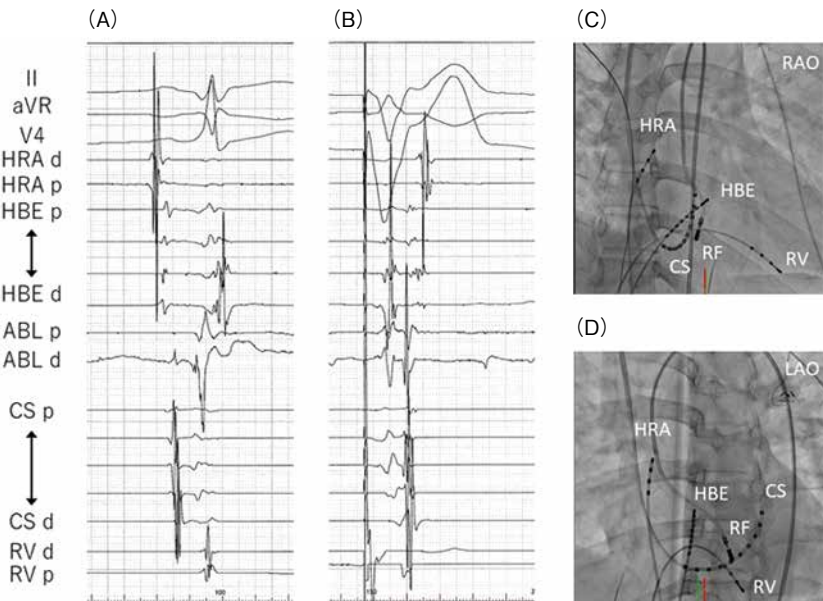 (A)
(B)
(C)
II
aVR
V4
HRA d
HRA p
HBE p
HBE d
ABL p
ABL d
CS p
CS d
RV d
RV p
100
RAO
HRA
HBE
RF
CS
RV
(D)
LAO
HRA
HBE
CS
RF
RV